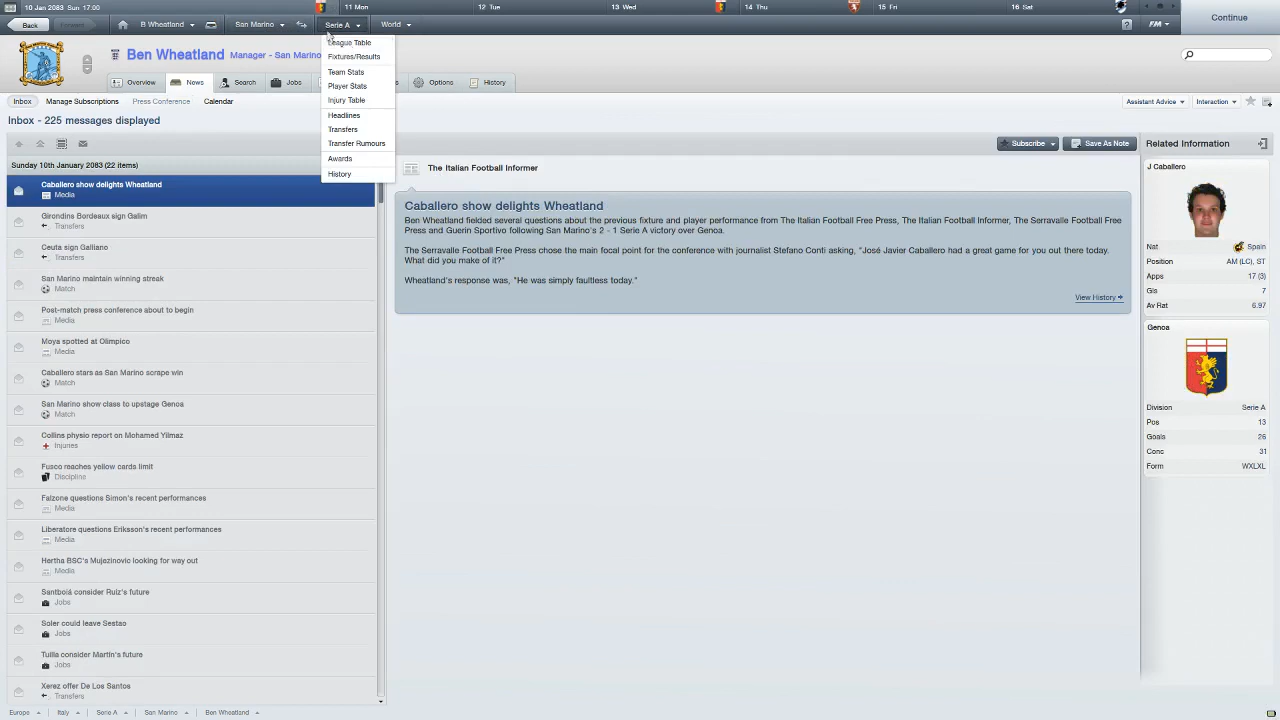 10 Jan 2083 (Sun) 11 Mon 12 Tue 13 Wed 14 Thu 15 Fri 16 Sat
Back Forward B Wheatland San Marino Serie A World FM Continue
Ben Wheatland Manager - San Marino
Overview News Search Jobs Options History
Inbox Manage Subscriptions Press Conference Calendar Assistant Advice Interaction
League Table
Fixtures/Results
Team Stats
Player Stats
Injury Table
Headlines
Transfers
Transfer Rumours
Awards
History
Inbox - 225 messages displayed
Subscribe Save As Note
Sunday 10th January 2083 (22 items)
Caballero show delights Wheatland
Media
Girondins Bordeaux sign Galim
Transfers
Ceuta sign Galliano
Transfers
San Marino maintain winning streak
Match
Post-match press conference about to begin
Media
Moya spotted at Olimpico
Media
Caballero stars as San Marino scrape win
Match
San Marino show class to upstage Genoa
Match
Collins physio report on Mohamed Yilmaz
Injuries
Fusco reaches yellow cards limit
Discipline
Falzone questions Simon's recent performances
Media
Liberatore questions Eriksson's recent performances
Media
Hertha BSC's Mujezinovic looking for way out
Media
Santboià consider Ruiz's future
Jobs
Soler could leave Sestao
Jobs
Tuilla consider Martín's future
Jobs
Xerez offer De Los Santos
Transfers
The Italian Football Informer
Caballero show delights Wheatland
Ben Wheatland fielded several questions about the previous fixture and player performance from The Italian Football Free Press, The Italian Football Informer, The Serravalle Football Free
Press and Guerin Sportivo following San Marino's 2 - 1 Serie A victory over Genoa.
The Serravalle Football Free Press chose the main focal point for the conference with journalist Stefano Conti asking, "José Javier Caballero had a great game for you out there today.
What did you make of it?"
Wheatland's response was, "He was simply faultless today."
View History
Related Information
J Caballero
Nat Spain
Position AM (LC), ST
Apps 17 (3)
Gls 7
Av Rat 6.97
Genoa
Division Serie A
Pos 13
Goals 26
Conc 31
Form WXLXL
Europe Italy Serie A San Marino Ben Wheatland